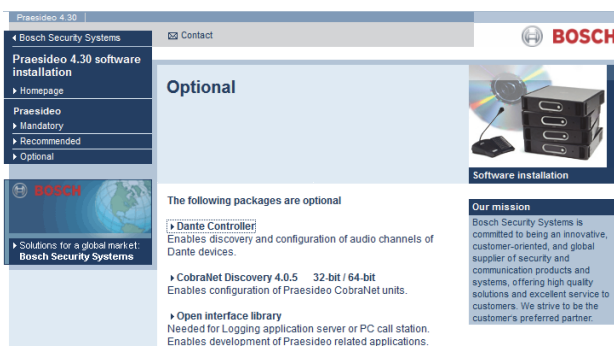 Praesideo 4.30
Bosch Security Systems
Praesideo 4.30 software
installation
Homepage
Praesideo
Mandatory
Recommended
Optional
BOSCH
Solutions for a global market:
Bosch Security Systems
Contact
BOSCH
Optional
The following packages are optional
Dante Controller
Enables discovery and configuration of audio channels of
Dante devices.
CobraNet Discovery 4.0.5 32-bit / 64-bit
Enables configuration of Praesideo CobraNet units.
Open interface library
Needed for Logging application server or PC call station.
Enables development of Praesideo related applications.
Software installation
Our mission
Bosch Security Systems is
committed to being an innovative,
customer-oriented, and global
supplier of security and
communication products and
systems, offering high quality
solutions and excellent service to
customers. We strive to be the
customer's preferred partner.